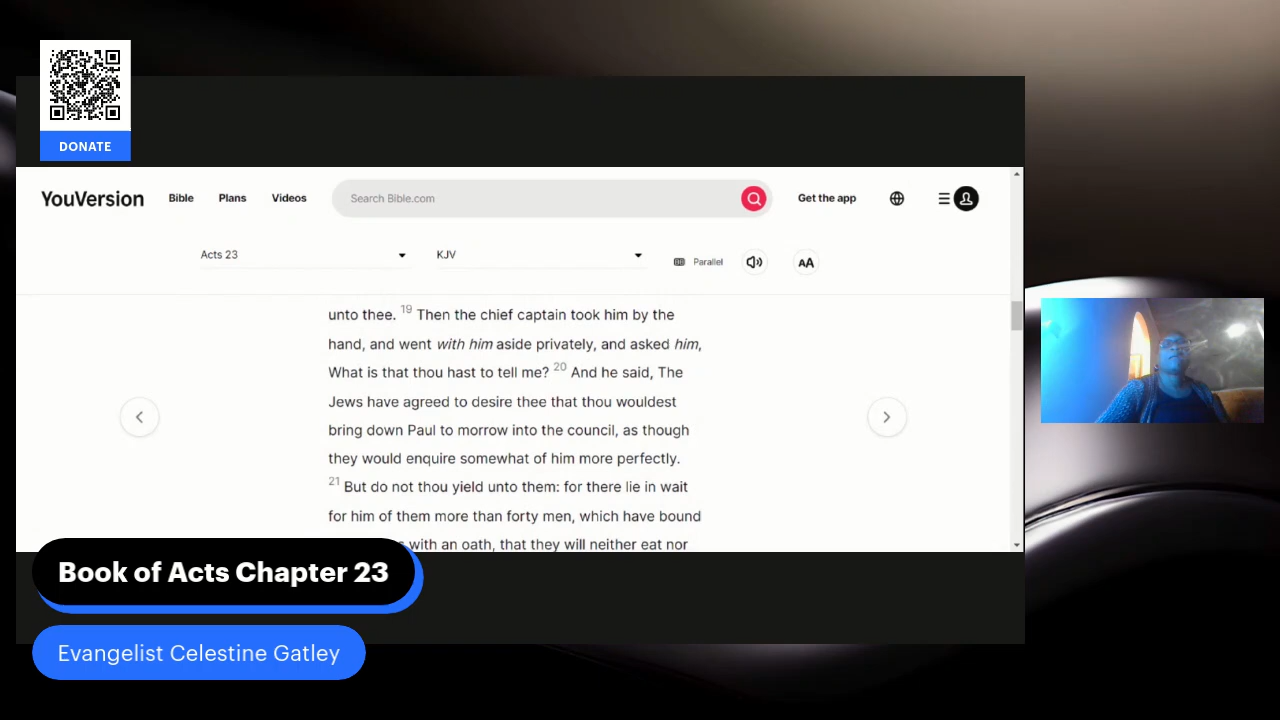 DONATE
YouVersion Bible Plans Videos Search Bible.com Get the app
Acts 23 KJV Parallel AA
unto thee. 19 Then the chief captain took him by the
hand, and went with him aside privately, and asked him,
What is that thou hast to tell me? 20 And he said, The
Jews have agreed to desire thee that thou wouldest
bring down Paul to morrow into the council, as though
they would enquire somewhat of him more perfectly.
21 But do not thou yield unto them: for there lie in wait
for him of them more than forty men, which have bound
with an oath, that they will neither eat nor
Book of Acts Chapter 23
Evangelist Celestine Gatley